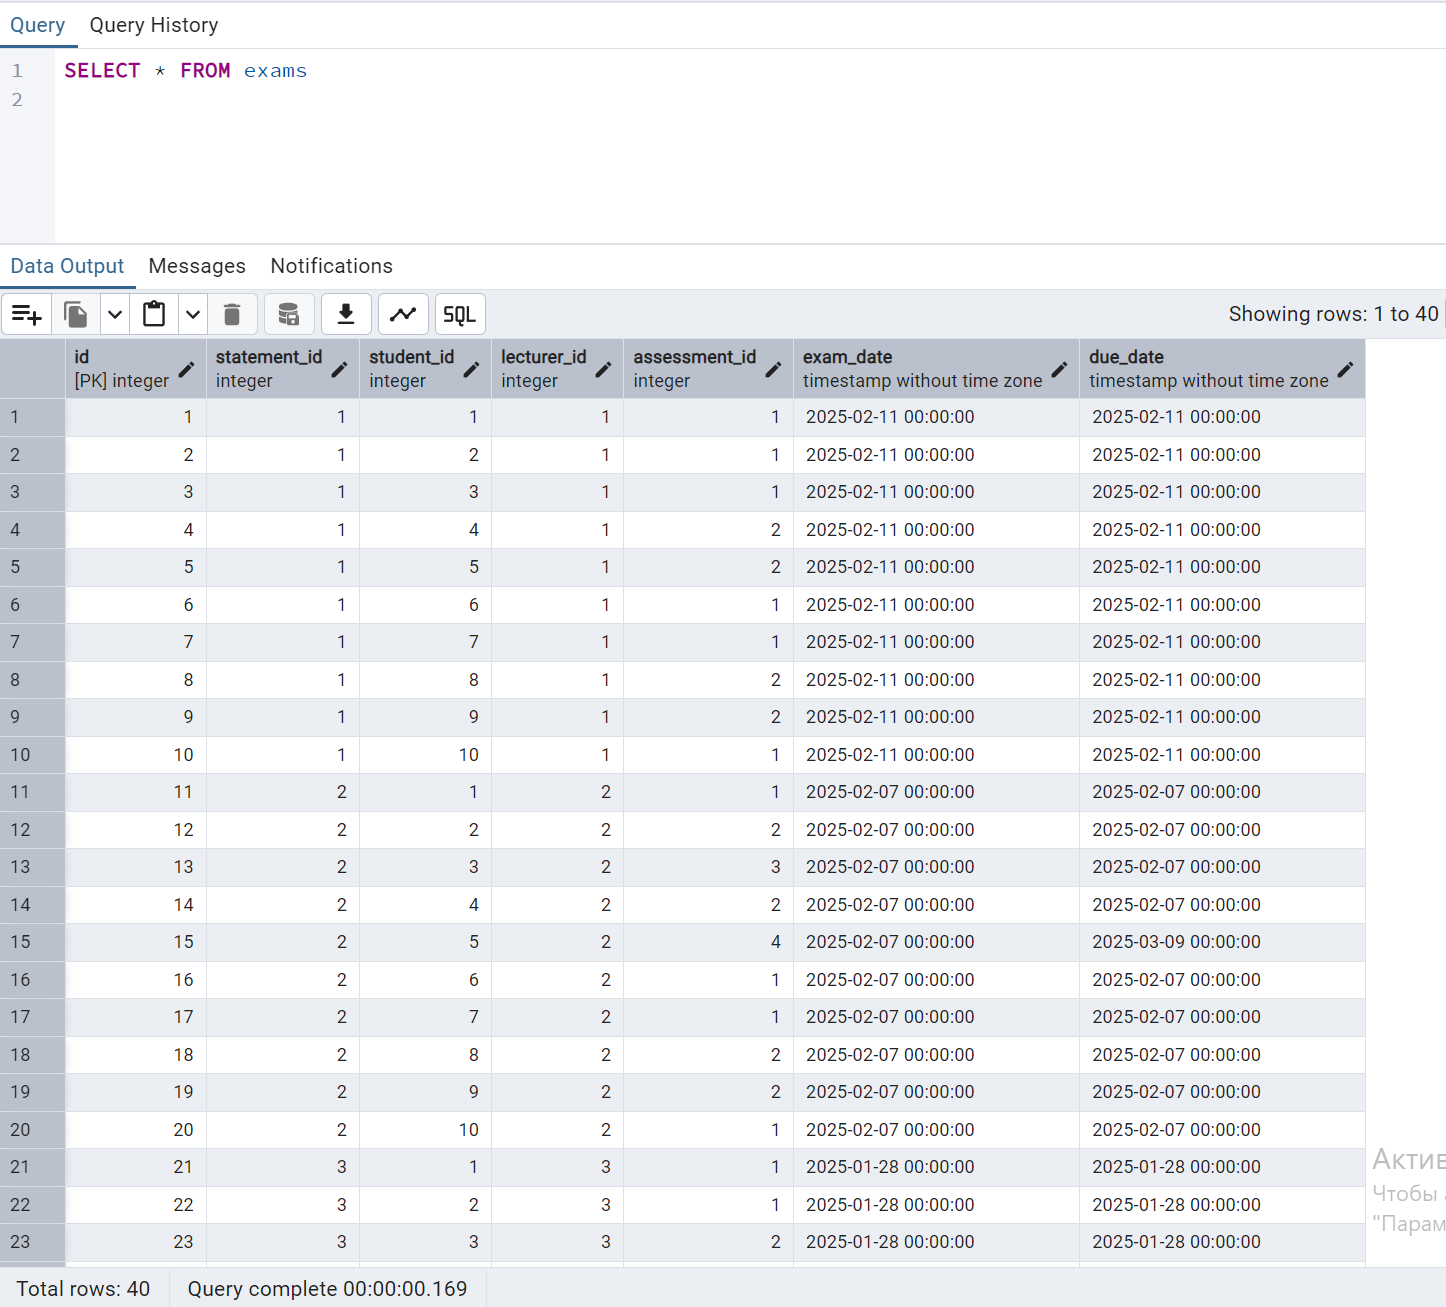 Query Query History
1 SELECT * FROM exams
2
Data Output Messages Notifications
SQL Showing rows: 1 to 40
id statement_id student_id lecturer_id assessment_id exam_date due_date
[PK] integer integer integer integer integer timestamp without time zone timestamp without time zone
1 1 1 1 1 1 2025-02-11 00:00:00 2025-02-11 00:00:00
2 2 1 2 1 1 2025-02-11 00:00:00 2025-02-11 00:00:00
3 3 1 3 1 1 2025-02-11 00:00:00 2025-02-11 00:00:00
4 4 1 4 1 2 2025-02-11 00:00:00 2025-02-11 00:00:00
5 5 1 5 1 2 2025-02-11 00:00:00 2025-02-11 00:00:00
6 6 1 6 1 1 2025-02-11 00:00:00 2025-02-11 00:00:00
7 7 1 7 1 1 2025-02-11 00:00:00 2025-02-11 00:00:00
8 8 1 8 1 2 2025-02-11 00:00:00 2025-02-11 00:00:00
9 9 1 9 1 2 2025-02-11 00:00:00 2025-02-11 00:00:00
10 10 1 10 1 1 2025-02-11 00:00:00 2025-02-11 00:00:00
11 11 2 1 2 1 2025-02-07 00:00:00 2025-02-07 00:00:00
12 12 2 2 2 2 2025-02-07 00:00:00 2025-02-07 00:00:00
13 13 2 3 2 3 2025-02-07 00:00:00 2025-02-07 00:00:00
14 14 2 4 2 2 2025-02-07 00:00:00 2025-02-07 00:00:00
15 15 2 5 2 4 2025-02-07 00:00:00 2025-03-09 00:00:00
16 16 2 6 2 1 2025-02-07 00:00:00 2025-02-07 00:00:00
17 17 2 7 2 1 2025-02-07 00:00:00 2025-02-07 00:00:00
18 18 2 8 2 2 2025-02-07 00:00:00 2025-02-07 00:00:00
19 19 2 9 2 2 2025-02-07 00:00:00 2025-02-07 00:00:00
20 20 2 10 2 1 2025-02-07 00:00:00 2025-02-07 00:00:00
21 21 3 1 3 1 2025-01-28 00:00:00 2025-01-28 00:00:00
22 22 3 2 3 1 2025-01-28 00:00:00 2025-01-28 00:00:00
23 23 3 3 3 2 2025-01-28 00:00:00 2025-01-28 00:00:00
Актив
Чтобы
"Парам
Total rows: 40 Query complete 00:00:00.169